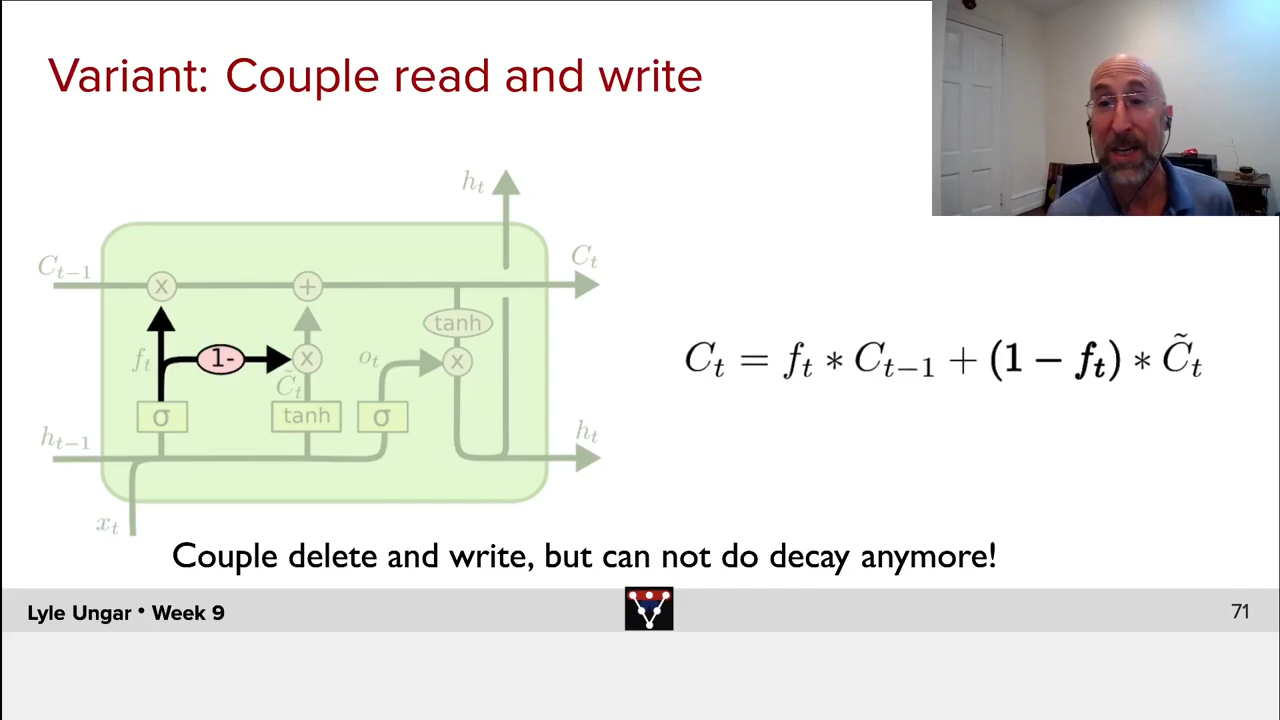 Variant: Couple read and write
h_t
C_{t-1}
C_t
x
+
tanh
f_t
1-
x
o_t
x
C̃_t
σ
tanh
σ
h_{t-1}
h_t
x_t
C_t = f_t * C_{t-1} + (1 − f_t) * C̃_t
Couple delete and write, but can not do decay anymore!
Lyle Ungar • Week 9
71